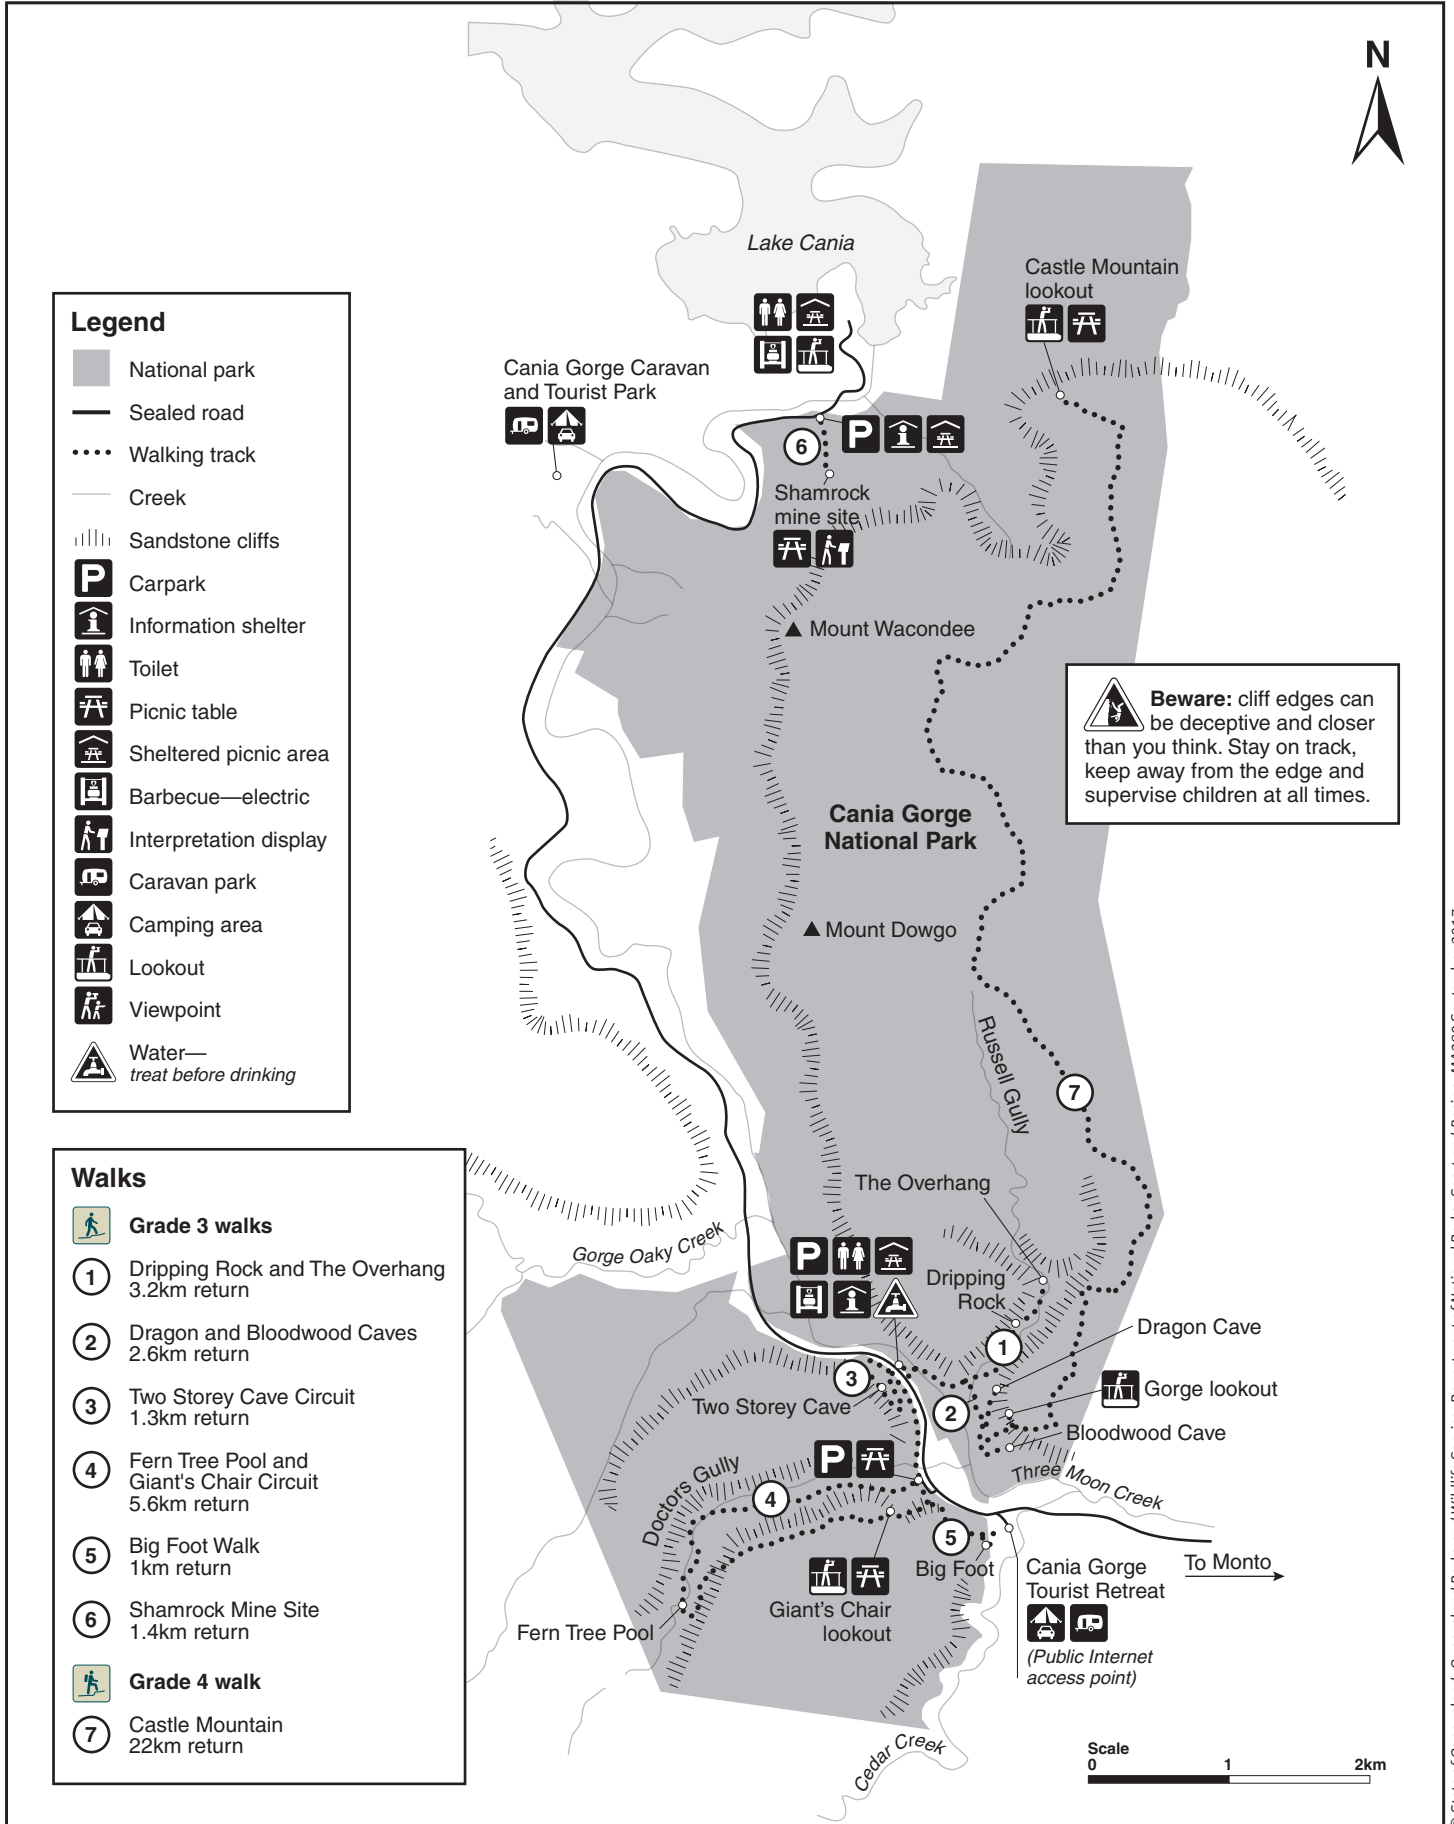 N
Lake Cania
Castle Mountain
lookout
Cania Gorge Caravan
and Tourist Park
P
6
Shamrock
mine site
Mount Wacondee
Beware: cliff edges can
be deceptive and closer
than you think. Stay on track,
keep away from the edge and
supervise children at all times.
Cania Gorge
National Park
Mount Dowgo
Russell Gully
7
The Overhang
Gorge Oaky Creek
P
Dripping
Rock
1
Dragon Cave
3
Two Storey Cave
2
Gorge lookout
Bloodwood Cave
P
Three Moon Creek
Doctors Gully
4
5
Big Foot
Cania Gorge
Tourist Retreat
(Public Internet
access point)
To Monto
Giant's Chair
lookout
Fern Tree Pool
Cedar Creek
Scale
0 1 2km
Legend
National park
Sealed road
Walking track
Creek
Sandstone cliffs
P Carpark
Information shelter
Toilet
Picnic table
Sheltered picnic area
Barbecue—electric
Interpretation display
Caravan park
Camping area
Lookout
Viewpoint
Water—
treat before drinking
Walks
Grade 3 walks
1 Dripping Rock and The Overhang
3.2km return
2 Dragon and Bloodwood Caves
2.6km return
3 Two Storey Cave Circuit
1.3km return
4 Fern Tree Pool and
Giant's Chair Circuit
5.6km return
5 Big Foot Walk
1km return
6 Shamrock Mine Site
1.4km return
Grade 4 walk
7 Castle Mountain
22km return